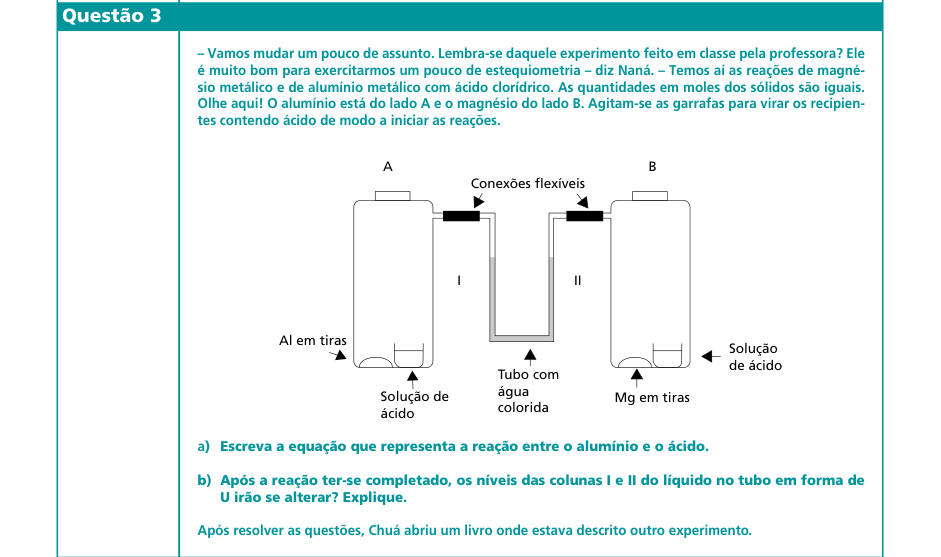 Questão 3
– Vamos mudar um pouco de assunto. Lembra-se daquele experimento feito em classe pela professora? Ele
é muito bom para exercitarmos um pouco de estequiometria – diz Naná. – Temos aí as reações de magné-
sio metálico e de alumínio metálico com ácido clorídrico. As quantidades em moles dos sólidos são iguais.
Olhe aqui! O alumínio está do lado A e o magnésio do lado B. Agitam-se as garrafas para virar os recipien-
tes contendo ácido de modo a iniciar as reações.
A
B
Conexões flexíveis
I
II
Al em tiras
Solução de
ácido
Tubo com
água
colorida
Mg em tiras
Solução
de ácido
a) Escreva a equação que representa a reação entre o alumínio e o ácido.
b) Após a reação ter-se completado, os níveis das colunas I e II do líquido no tubo em forma de
U irão se alterar? Explique.
Após resolver as questões, Chuá abriu um livro onde estava descrito outro experimento.